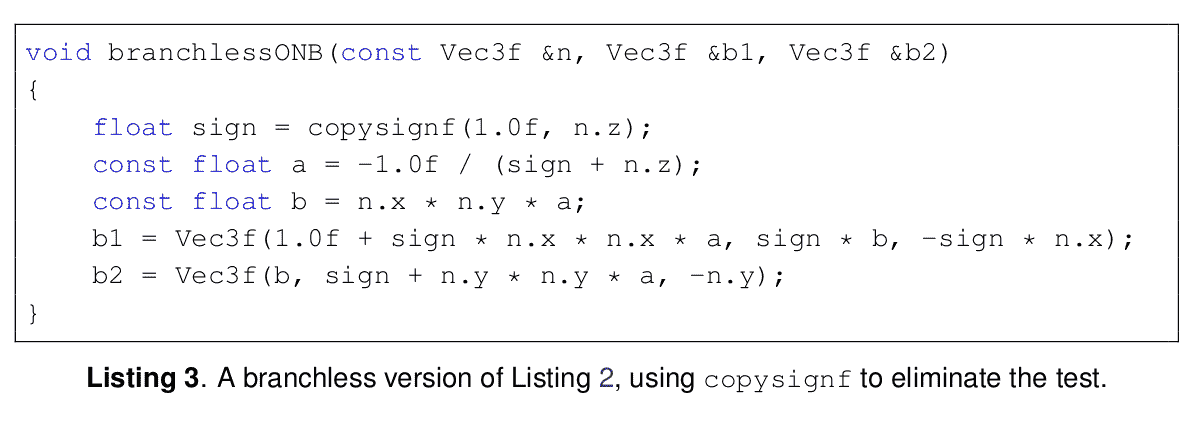 void branchlessONB(const Vec3f &n, Vec3f &b1, Vec3f &b2)
{
    float sign = copysignf(1.0f, n.z);
    const float a = -1.0f / (sign + n.z);
    const float b = n.x * n.y * a;
    b1 = Vec3f(1.0f + sign * n.x * n.x * a, sign * b, -sign * n.x);
    b2 = Vec3f(b, sign + n.y * n.y * a, -n.y);
}
Listing 3. A branchless version of Listing 2, using copysignf to eliminate the test.